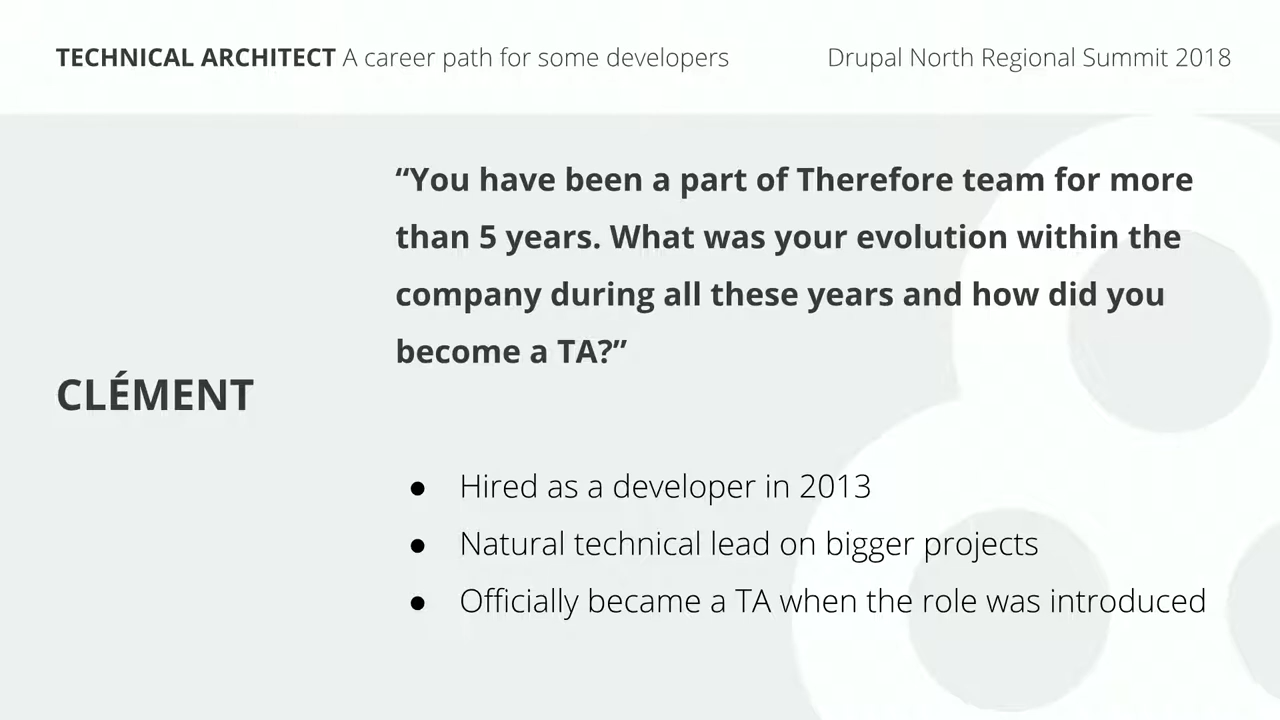 TECHNICAL ARCHITECT A career path for some developers
Drupal North Regional Summit 2018
“You have been a part of Therefore team for more
than 5 years. What was your evolution within the
company during all these years and how did you
become a TA?”
CLÉMENT
● Hired as a developer in 2013
● Natural technical lead on bigger projects
● Officially became a TA when the role was introduced